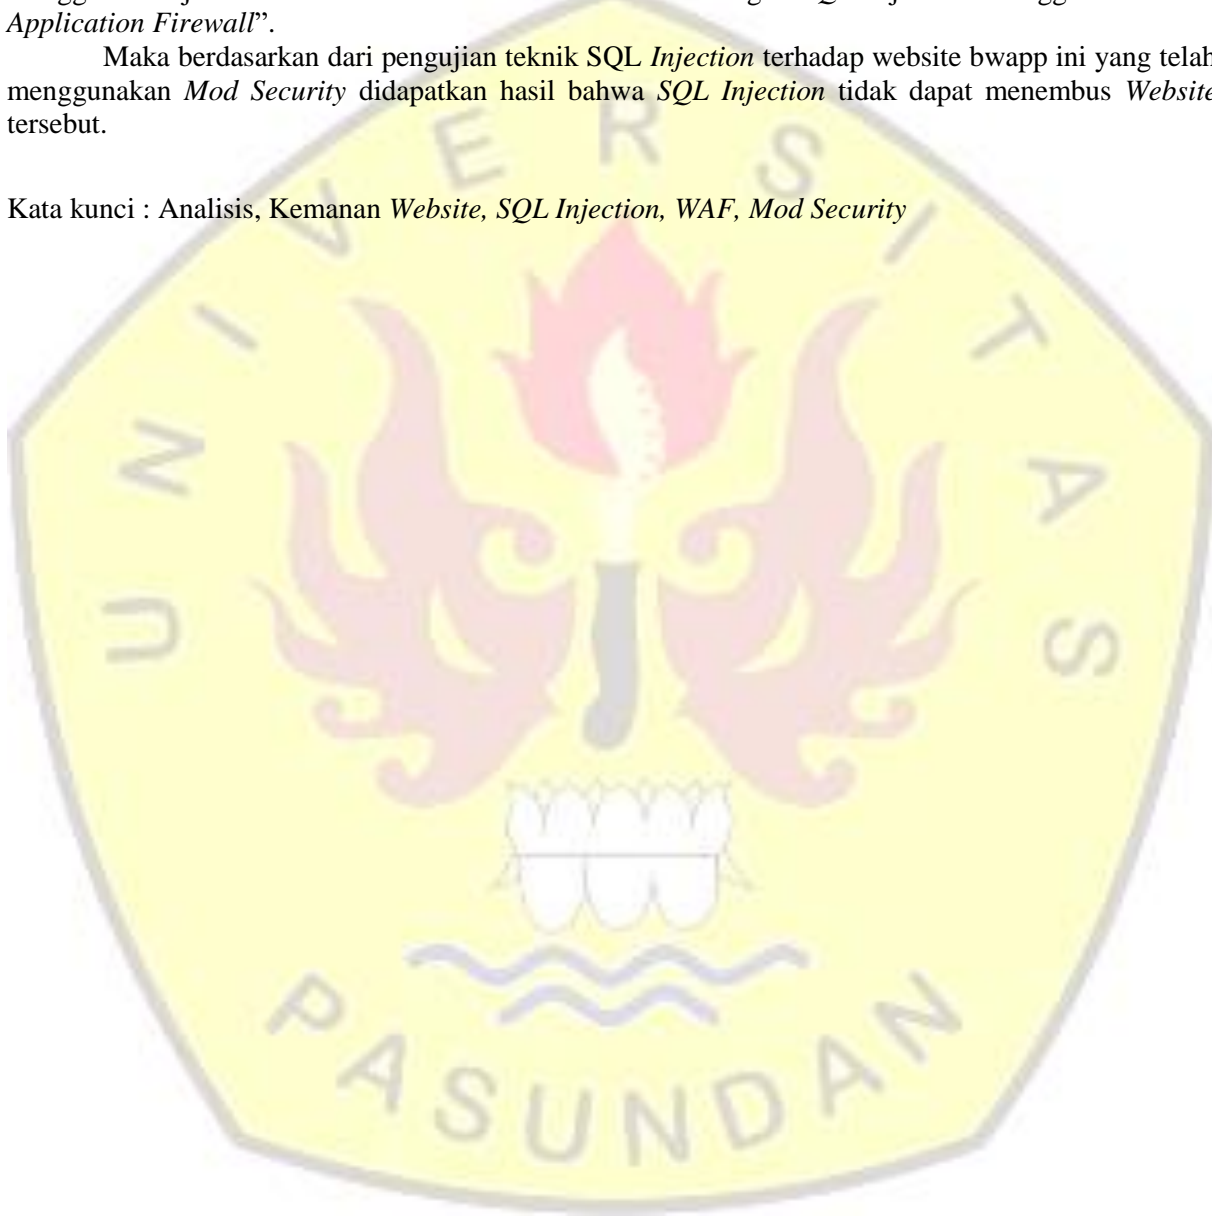 Application Firewall”.
Maka berdasarkan dari pengujian teknik SQL Injection terhadap website bwapp ini yang telah
menggunakan Mod Security didapatkan hasil bahwa SQL Injection tidak dapat menembus Website
tersebut.
Kata kunci : Analisis, Kemanan Website, SQL Injection, WAF, Mod Security
UNIVERSITAS
PASUNDAN